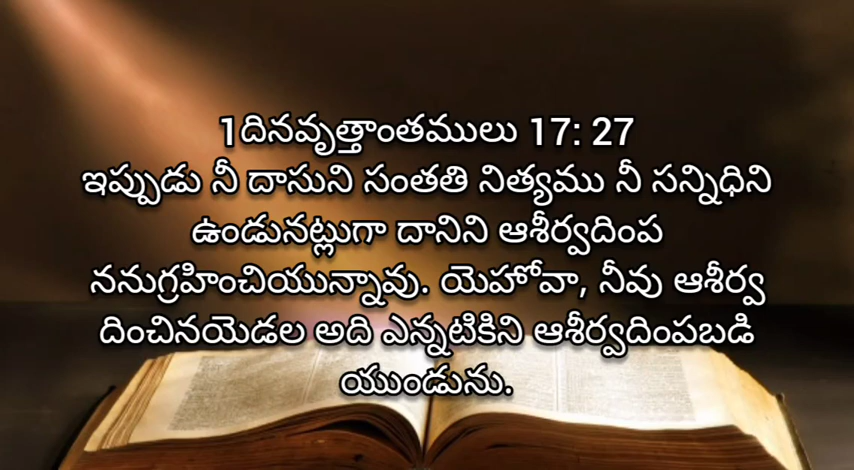 1దినవృత్తాంతములు 17: 27
ఇప్పుడు నీ దాసుని సంతతి నిత్యము నీ సన్నిధిని
ఉండునట్లుగా దానిని ఆశీర్వదింప
ననుగ్రహించియున్నావు. యెహోవా, నీవు ఆశీర్వ
దించినయెడల అది ఎన్నటికిని ఆశీర్వదింపబడి
యుండును.